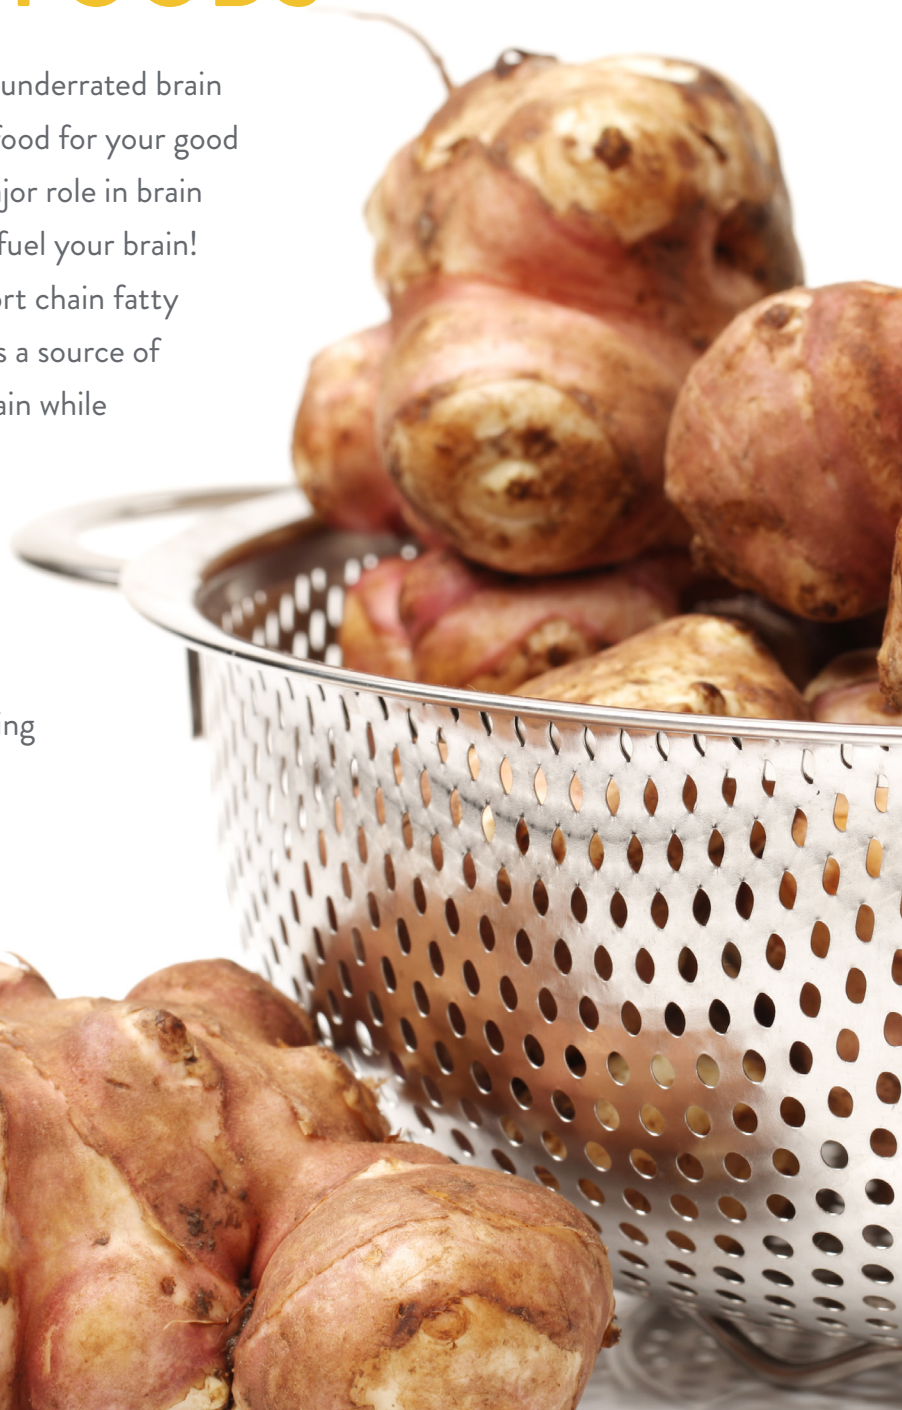 FOODS
underrated brain
food for your good
jor role in brain
fuel your brain!
rt chain fatty
s a source of
ain while
ing